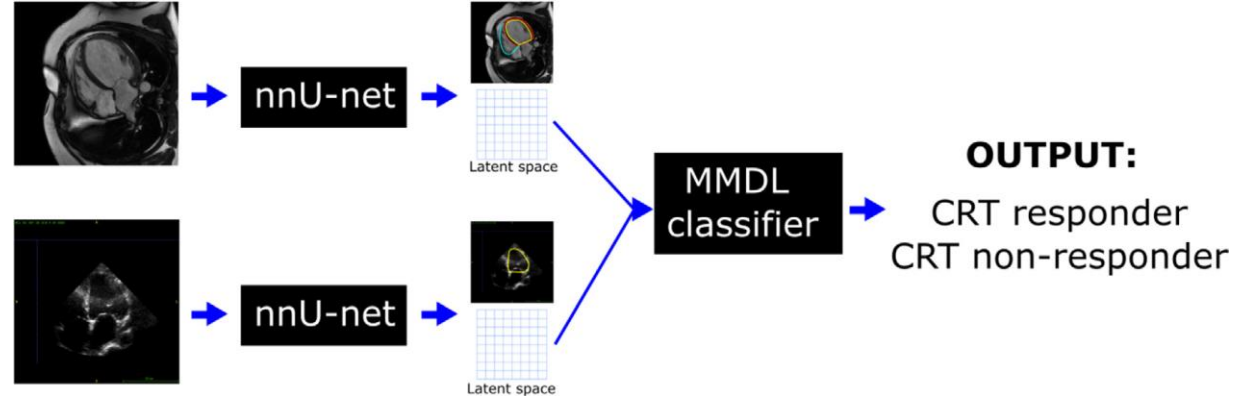 nnU-net
Latent space
nnU-net
Latent space
MMDL
classifier
OUTPUT:
CRT responder
CRT non-responder